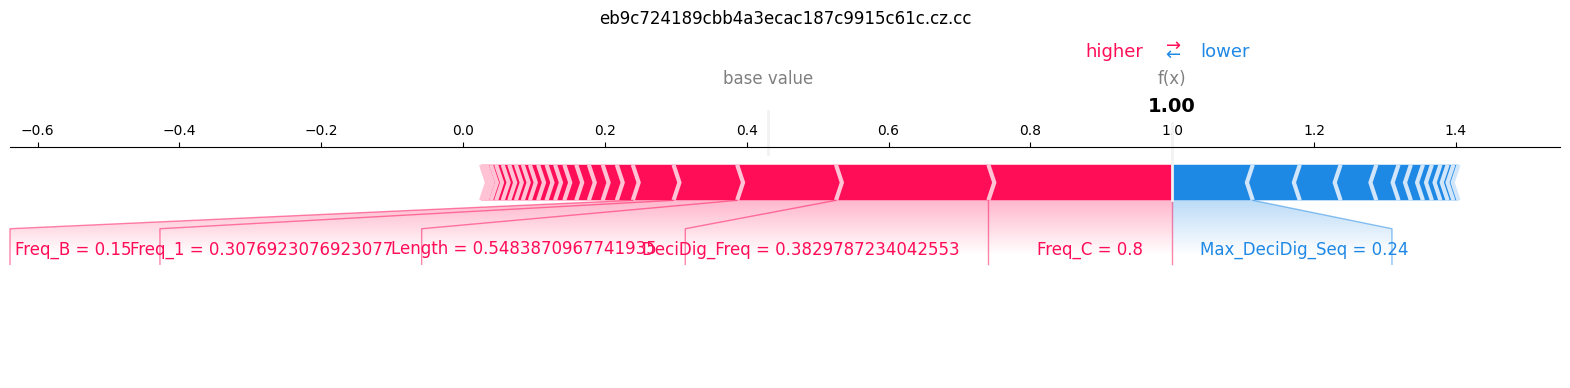 eb9c724189cbb4a3ecac187c9915c61c.cz.cc
higher ⇄ lower
base value f(x)
1.00
−0.6 −0.4 −0.2 0.0 0.2 0.4 0.6 0.8 1.0 1.2 1.4
Freq_B = 0.15 Freq_1 = 0.3076923076923077 Length = 0.5483870967741935 DeciDig_Freq = 0.3829787234042553 Freq_C = 0.8 Max_DeciDig_Seq = 0.24